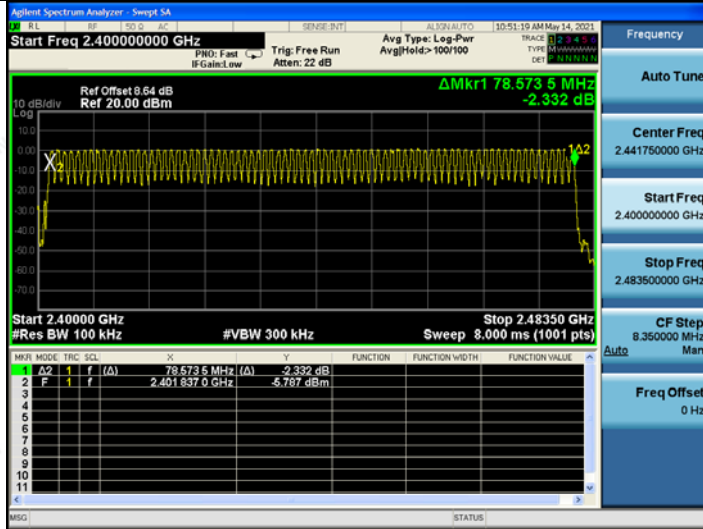 Agilent Spectrum Analyzer - Swept SA
RL RF 50 Ω AC SENSE:INT ALIGN AUTO 10:51:19 AM May 14, 2021
Start Freq 2.400000000 GHz
PNO: Fast
IFGain:Low
Trig: Free Run
Atten: 22 dB
Avg Type: Log-Pwr
Avg|Hold:> 100/100
TRACE 1 2 3 4 5 6
TYPE MWWWWW
DET P N N N N N
ΔMkr1 78.573 5 MHz
-2.332 dB
Ref Offset 8.64 dB
10 dB/div Ref 20.00 dBm
Log
10.0
0.00
-10.0
-20.0
-30.0
-40.0
-50.0
-60.0
-70.0
X2
1Δ2
Start 2.40000 GHz Stop 2.48350 GHz
#Res BW 100 kHz #VBW 300 kHz Sweep 8.000 ms (1001 pts)
MKR MODE TRC SCL X Y FUNCTION FUNCTION WIDTH FUNCTION VALUE
1 Δ2 1 f (Δ) 78.573 5 MHz (Δ) -2.332 dB
2 F 1 f 2.401 837 0 GHz -5.787 dBm
3
4
5
6
7
8
9
10
11
MSG STATUS
Frequency
Auto Tune
Center Freq
2.441750000 GHz
Start Freq
2.400000000 GHz
Stop Freq
2.483500000 GHz
CF Step
8.350000 MHz
Auto Man
Freq Offset
0 Hz